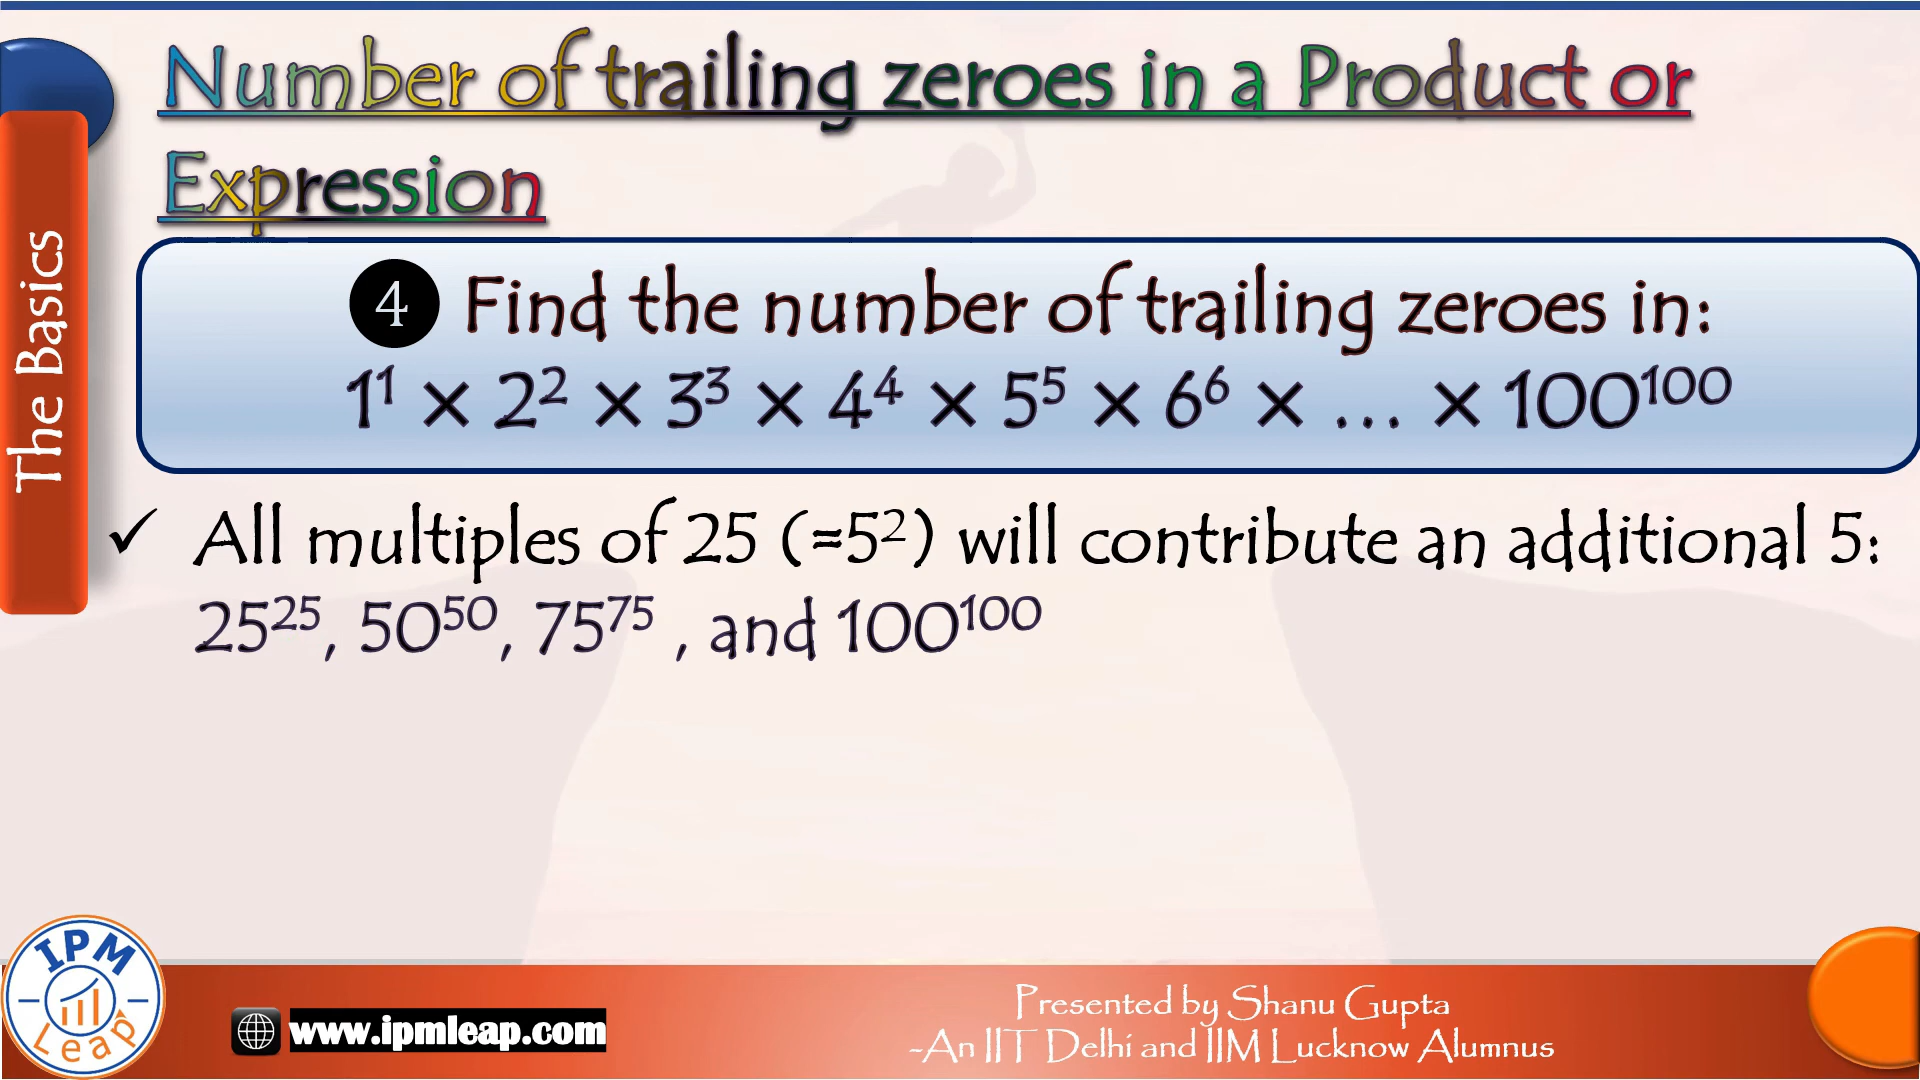 Number of trailing zeroes in a Product or
Expression
The Basics
❹ Find the number of trailing zeroes in:
1¹ × 2² × 3³ × 4⁴ × 5⁵ × 6⁶ × … × 100¹⁰⁰
✓ All multiples of 25 (=5²) will contribute an additional 5:
25²⁵, 50⁵⁰, 75⁷⁵ , and 100¹⁰⁰
IPM
Leap
www.ipmleap.com
Presented by Shanu Gupta
-An IIT Delhi and IIM Lucknow Alumnus